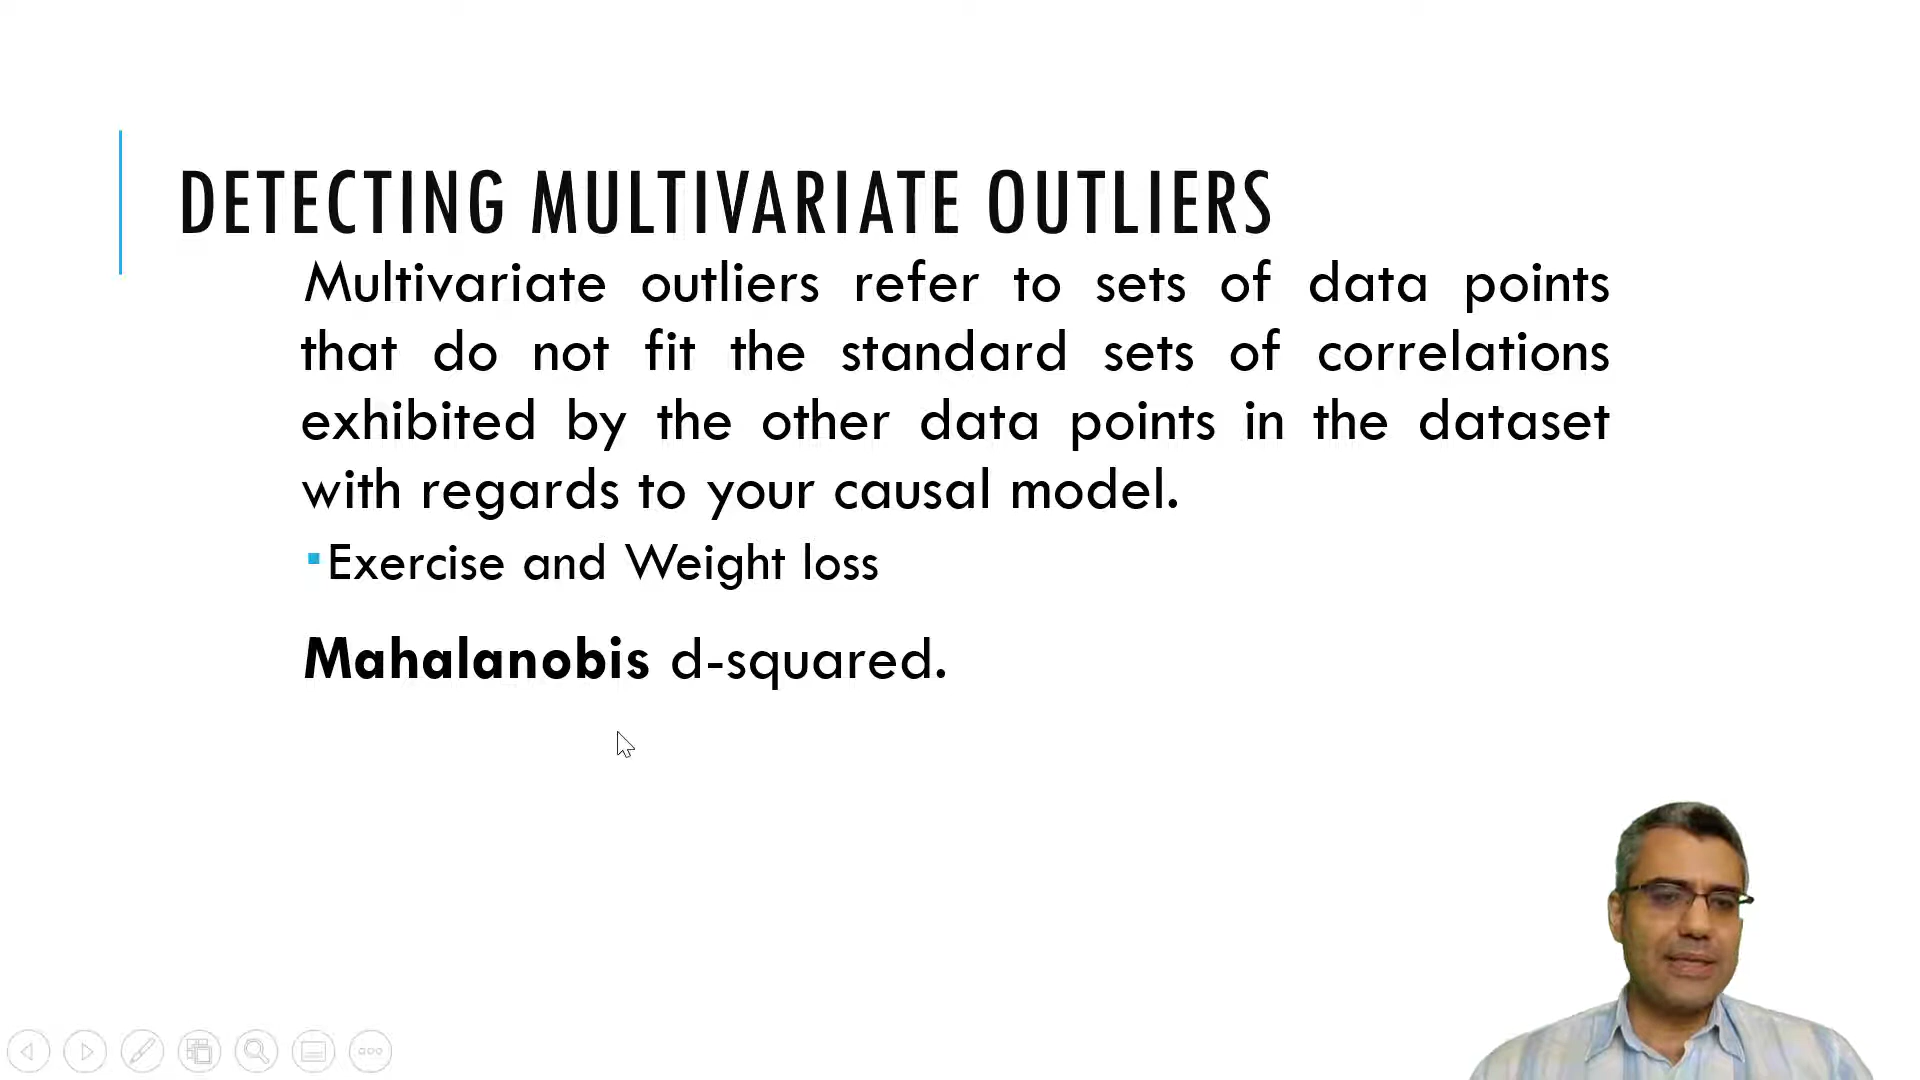 DETECTING MULTIVARIATE OUTLIERS
Multivariate outliers refer to sets of data points
that do not fit the standard sets of correlations
exhibited by the other data points in the dataset
with regards to your causal model.
Exercise and Weight loss
Mahalanobis d-squared.